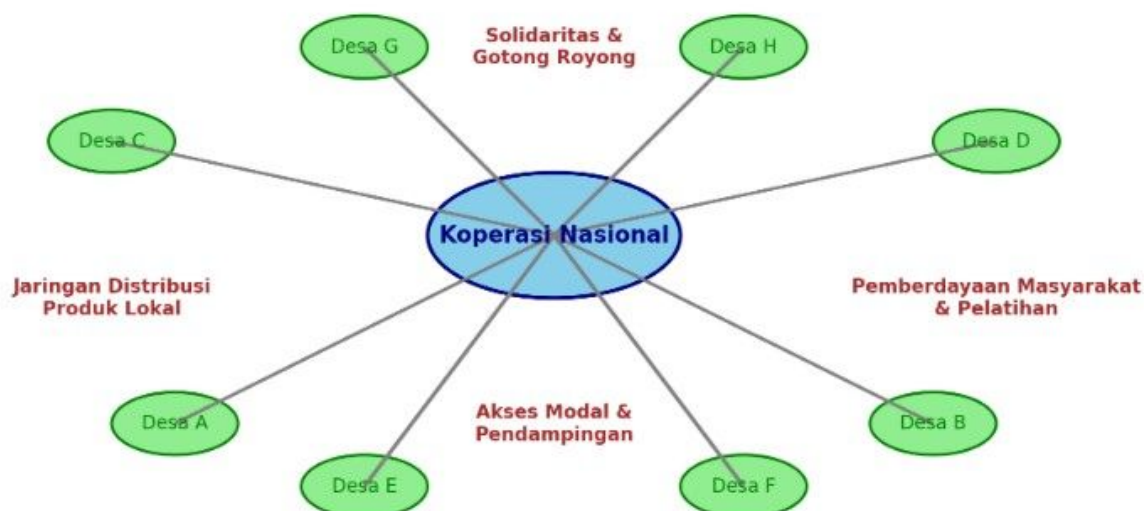 Desa G
Solidaritas &
Gotong Royong
Desa H
Desa C
Desa D
Koperasi Nasional
Jaringan Distribusi
Produk Lokal
Pemberdayaan Masyarakat
& Pelatihan
Desa A
Akses Modal &
Pendampingan
Desa B
Desa E
Desa F